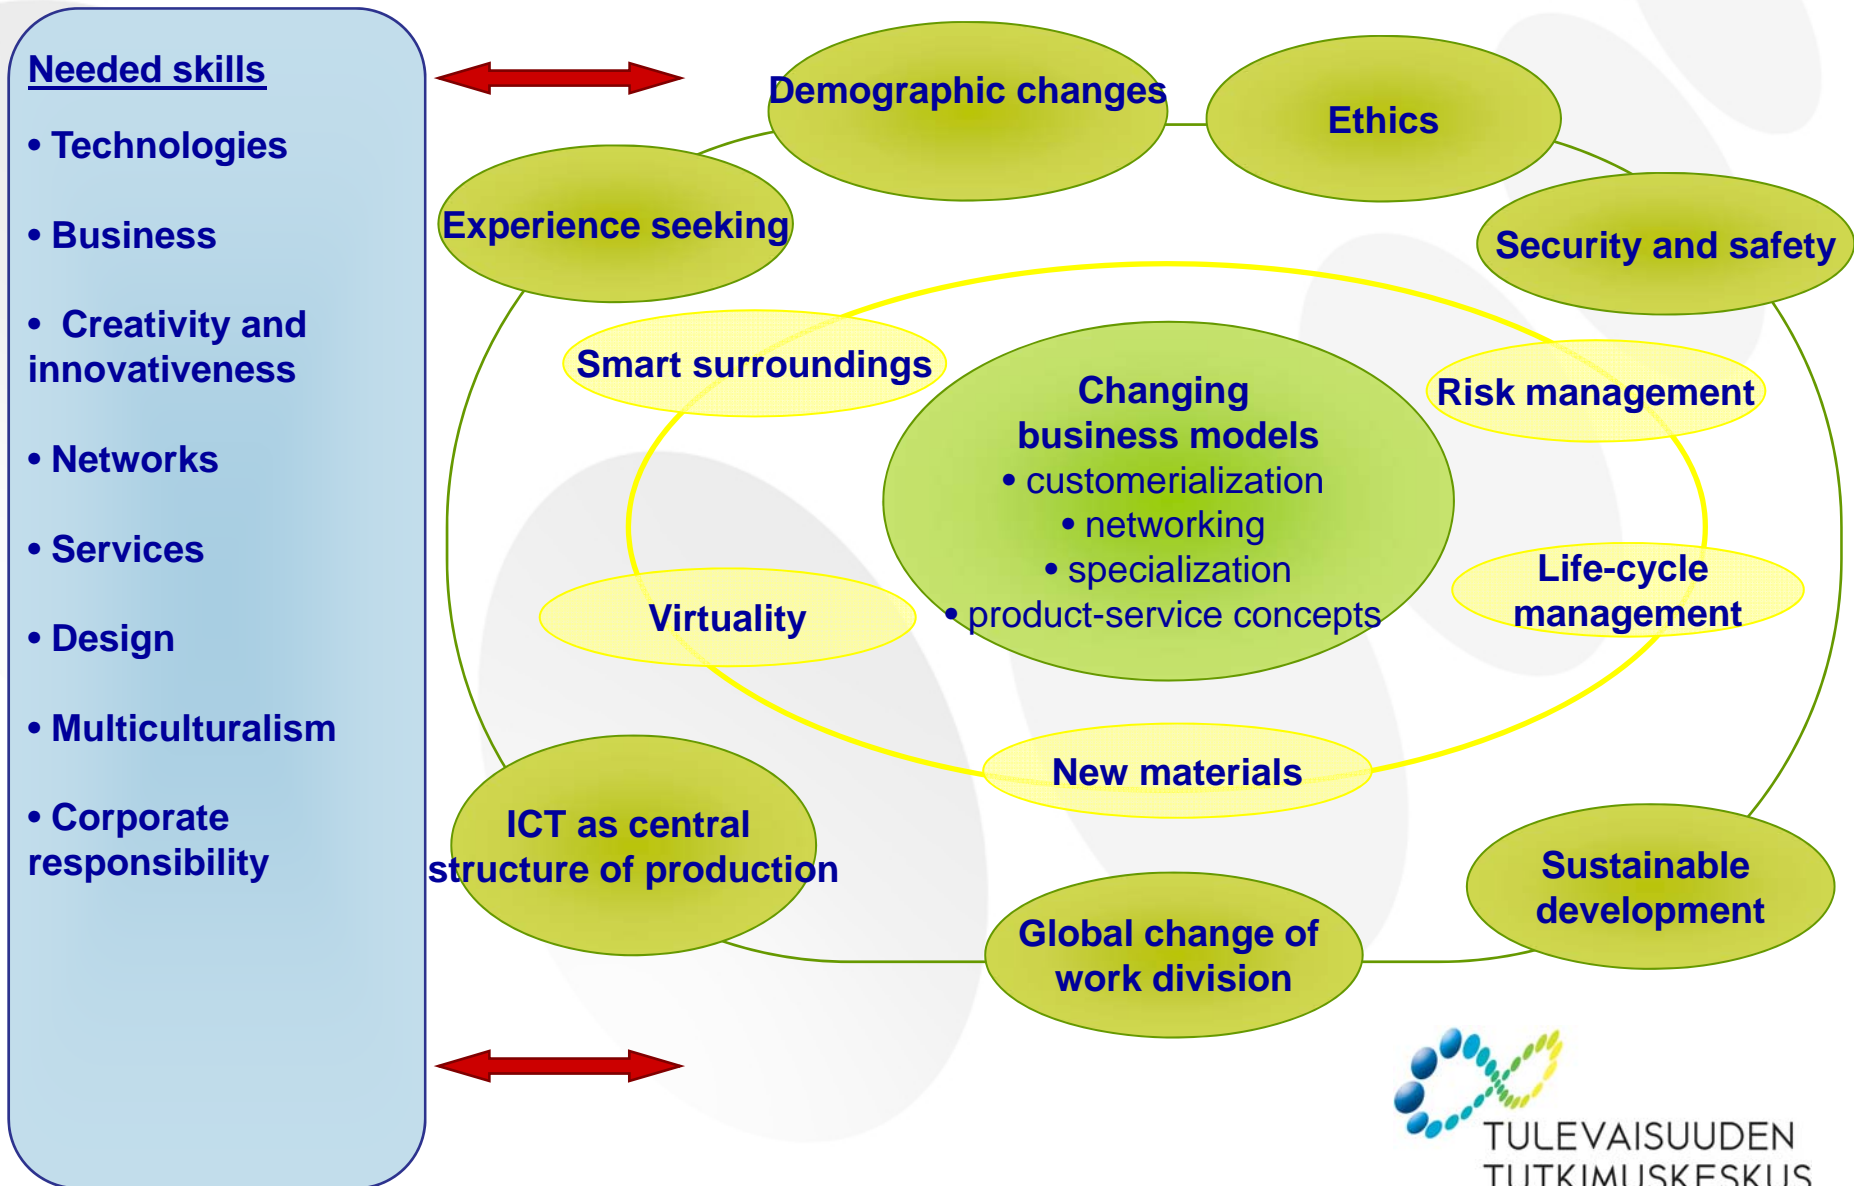 Needed skills
• Technologies
• Business
• Creativity and
innovativeness
• Networks
• Services
• Design
• Multiculturalism
• Corporate
responsibility
Demographic changes
Ethics
Experience seeking
Security and safety
Smart surroundings
Risk management
Changing
business models
• customerialization
• networking
• specialization
• product-service concepts
Virtuality
Life-cycle
management
New materials
ICT as central
structure of production
Sustainable
development
Global change of
work division
TULEVAISUUDEN
TUTKIMUSKESKUS